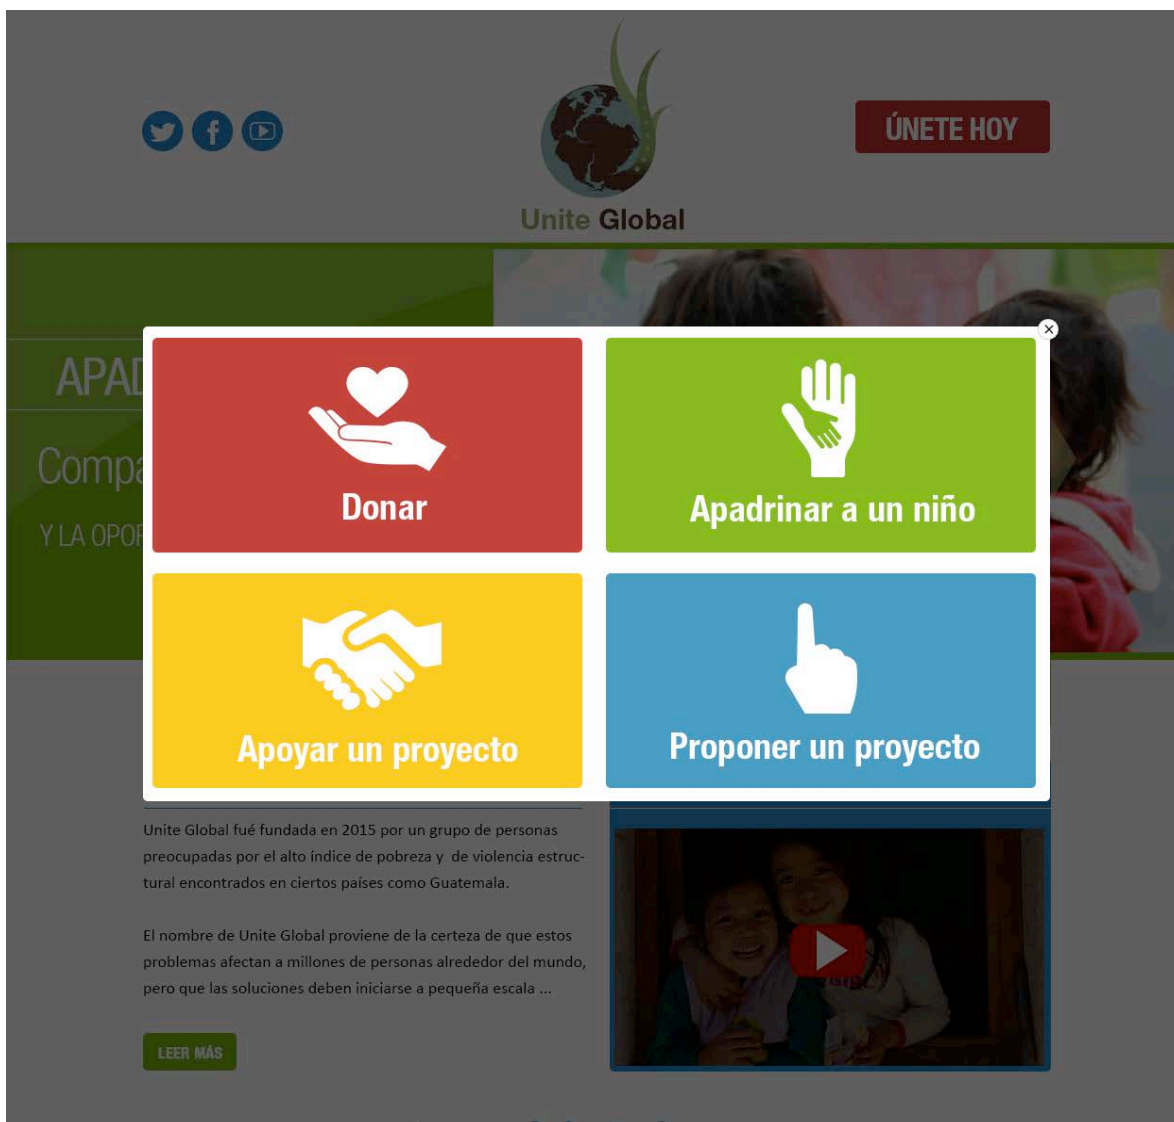 ÚNETE HOY
Unite Global
Compa
Y LA OPOR
Donar
Apadrinar a un niño
Apoyar un proyecto
Proponer un proyecto
Unite Global fué fundada en 2015 por un grupo de personas
preocupadas por el alto índice de pobreza y de violencia estruc-
tural encontrados en ciertos países como Guatemala.
El nombre de Unite Global proviene de la certeza de que estos
problemas afectan a millones de personas alrededor del mundo,
pero que las soluciones deben iniciarse a pequeña escala ...
LEER MÁS